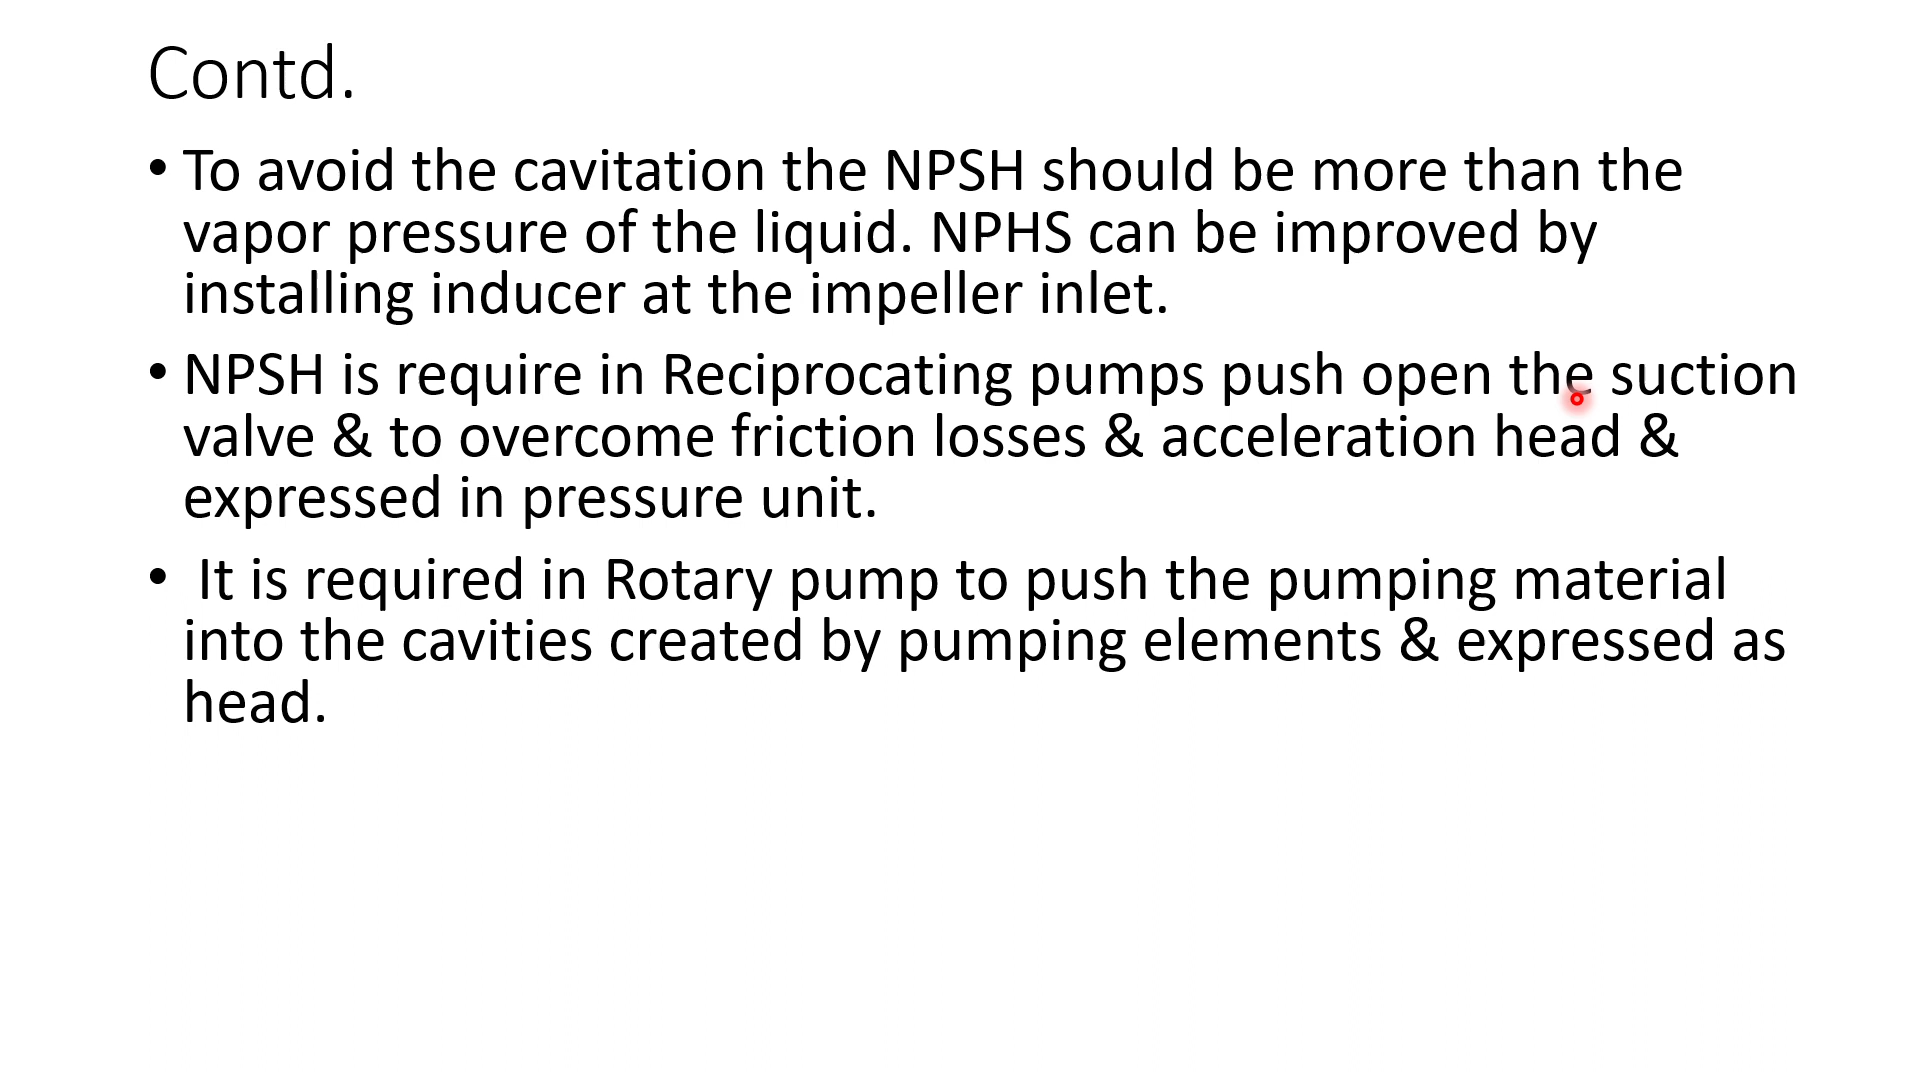 Contd.
• To avoid the cavitation the NPSH should be more than the
vapor pressure of the liquid. NPHS can be improved by
installing inducer at the impeller inlet.
• NPSH is require in Reciprocating pumps push open the suction
valve & to overcome friction losses & acceleration head &
expressed in pressure unit.
• It is required in Rotary pump to push the pumping material
into the cavities created by pumping elements & expressed as
head.